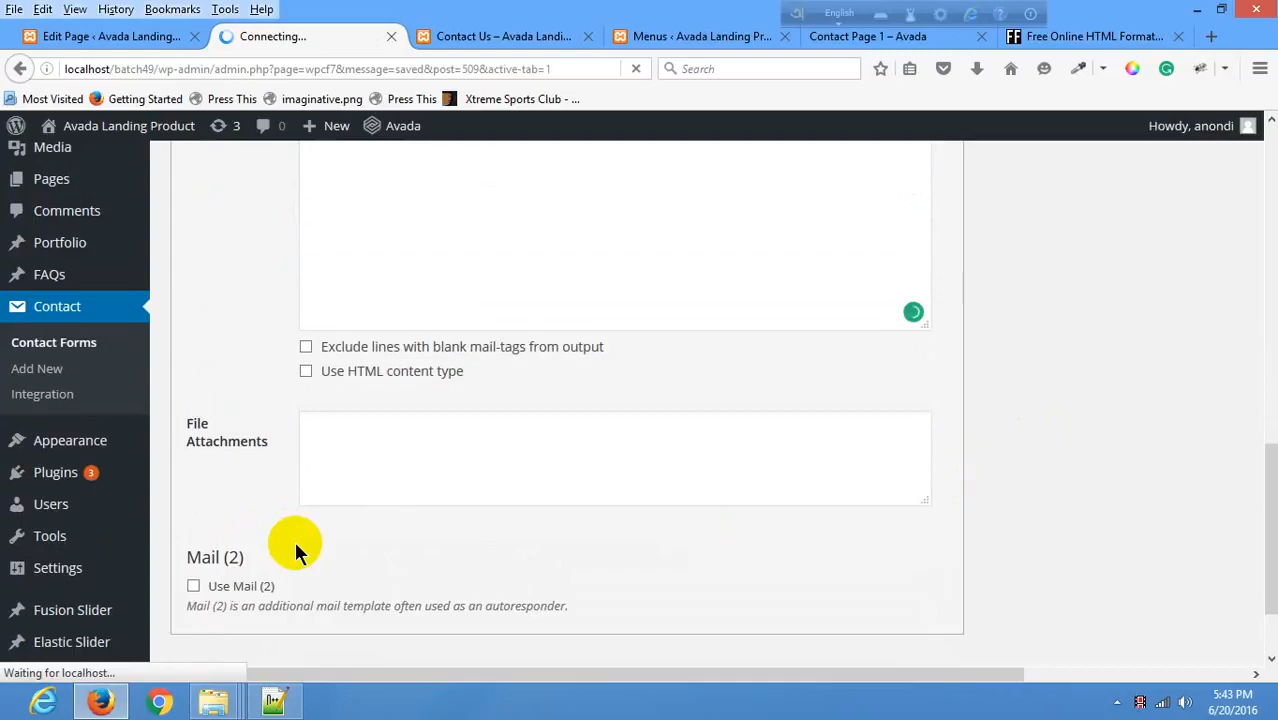 File Edit View History Bookmarks Tools Help
English
Edit Page ‹ Avada Landing...
Connecting...
Contact Us – Avada Landi...
Menus ‹ Avada Landing Pr...
Contact Page 1 – Avada
Free Online HTML Format...
localhost/batch49/wp-admin/admin.php?page=wpcf7&message=saved&post=509&active-tab=1
Search
Most Visited Getting Started Press This imaginative.png Press This Xtreme Sports Club - ...
Avada Landing Product 3 0 New Avada Howdy, anondi
Media
Pages
Comments
Portfolio
FAQs
Contact
Contact Forms
Add New
Integration
Appearance
Plugins 3
Users
Tools
Settings
Fusion Slider
Elastic Slider
Exclude lines with blank mail-tags from output
Use HTML content type
File
Attachments
Mail (2)
Use Mail (2)
Mail (2) is an additional mail template often used as an autoresponder.
Waiting for localhost...
5:43 PM
6/20/2016